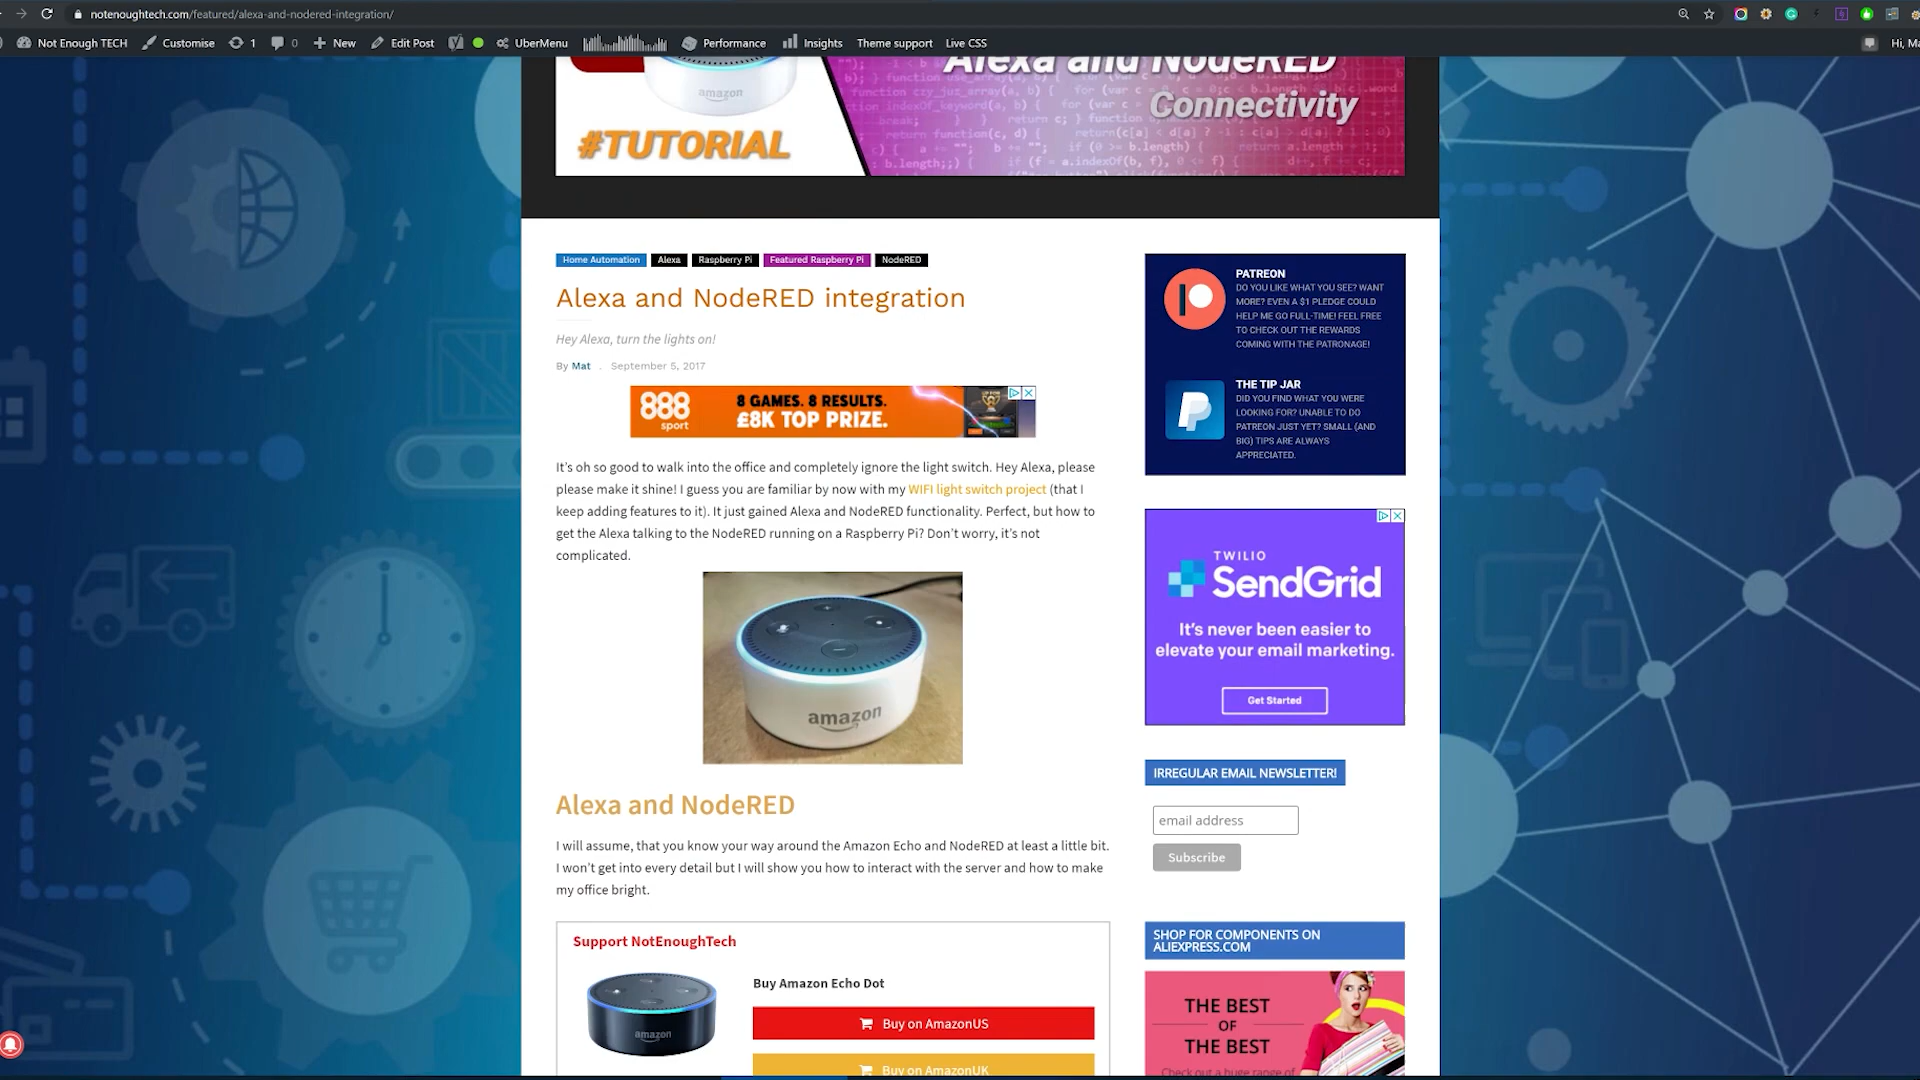 notenoughtech.com/featured/alexa-and-nodered-integration/
Not Enough TECH Customise 1 0 New Edit Post UberMenu Performance Insights Theme support Live CSS Hi, Ma
Alexa and NodeRED
Connectivity
amazon
#TUTORIAL
Home Automation Alexa Raspberry Pi Featured Raspberry Pi NodeRED
Alexa and NodeRED integration
Hey Alexa, turn the lights on!
By Mat . September 5, 2017
888
sport
8 GAMES. 8 RESULTS.
£8K TOP PRIZE.
It's oh so good to walk into the office and completely ignore the light switch. Hey Alexa, please
please make it shine! I guess you are familiar by now with my WIFI light switch project (that I
keep adding features to it). It just gained Alexa and NodeRED functionality. Perfect, but how to
get the Alexa talking to the NodeRED running on a Raspberry Pi? Don't worry, it's not
complicated.
amazon
Alexa and NodeRED
I will assume, that you know your way around the Amazon Echo and NodeRED at least a little bit.
I won't get into every detail but I will show you how to interact with the server and how to make
my office bright.
Support NotEnoughTech
amazon
Buy Amazon Echo Dot
Buy on AmazonUS
Buy on AmazonUK
PATREON
DO YOU LIKE WHAT YOU SEE? WANT
MORE? EVEN A $1 PLEDGE COULD
HELP ME GO FULL-TIME! FEEL FREE
TO CHECK OUT THE REWARDS
COMING WITH THE PATRONAGE!
THE TIP JAR
DID YOU FIND WHAT YOU WERE
LOOKING FOR? UNABLE TO DO
PATREON JUST YET? SMALL (AND
BIG) TIPS ARE ALWAYS
APPRECIATED.
TWILIO
SendGrid
It's never been easier to
elevate your email marketing.
Get Started
IRREGULAR EMAIL NEWSLETTER!
email address
Subscribe
SHOP FOR COMPONENTS ON
ALIEXPRESS.COM
THE BEST
OF
THE BEST
Check out a huge range of